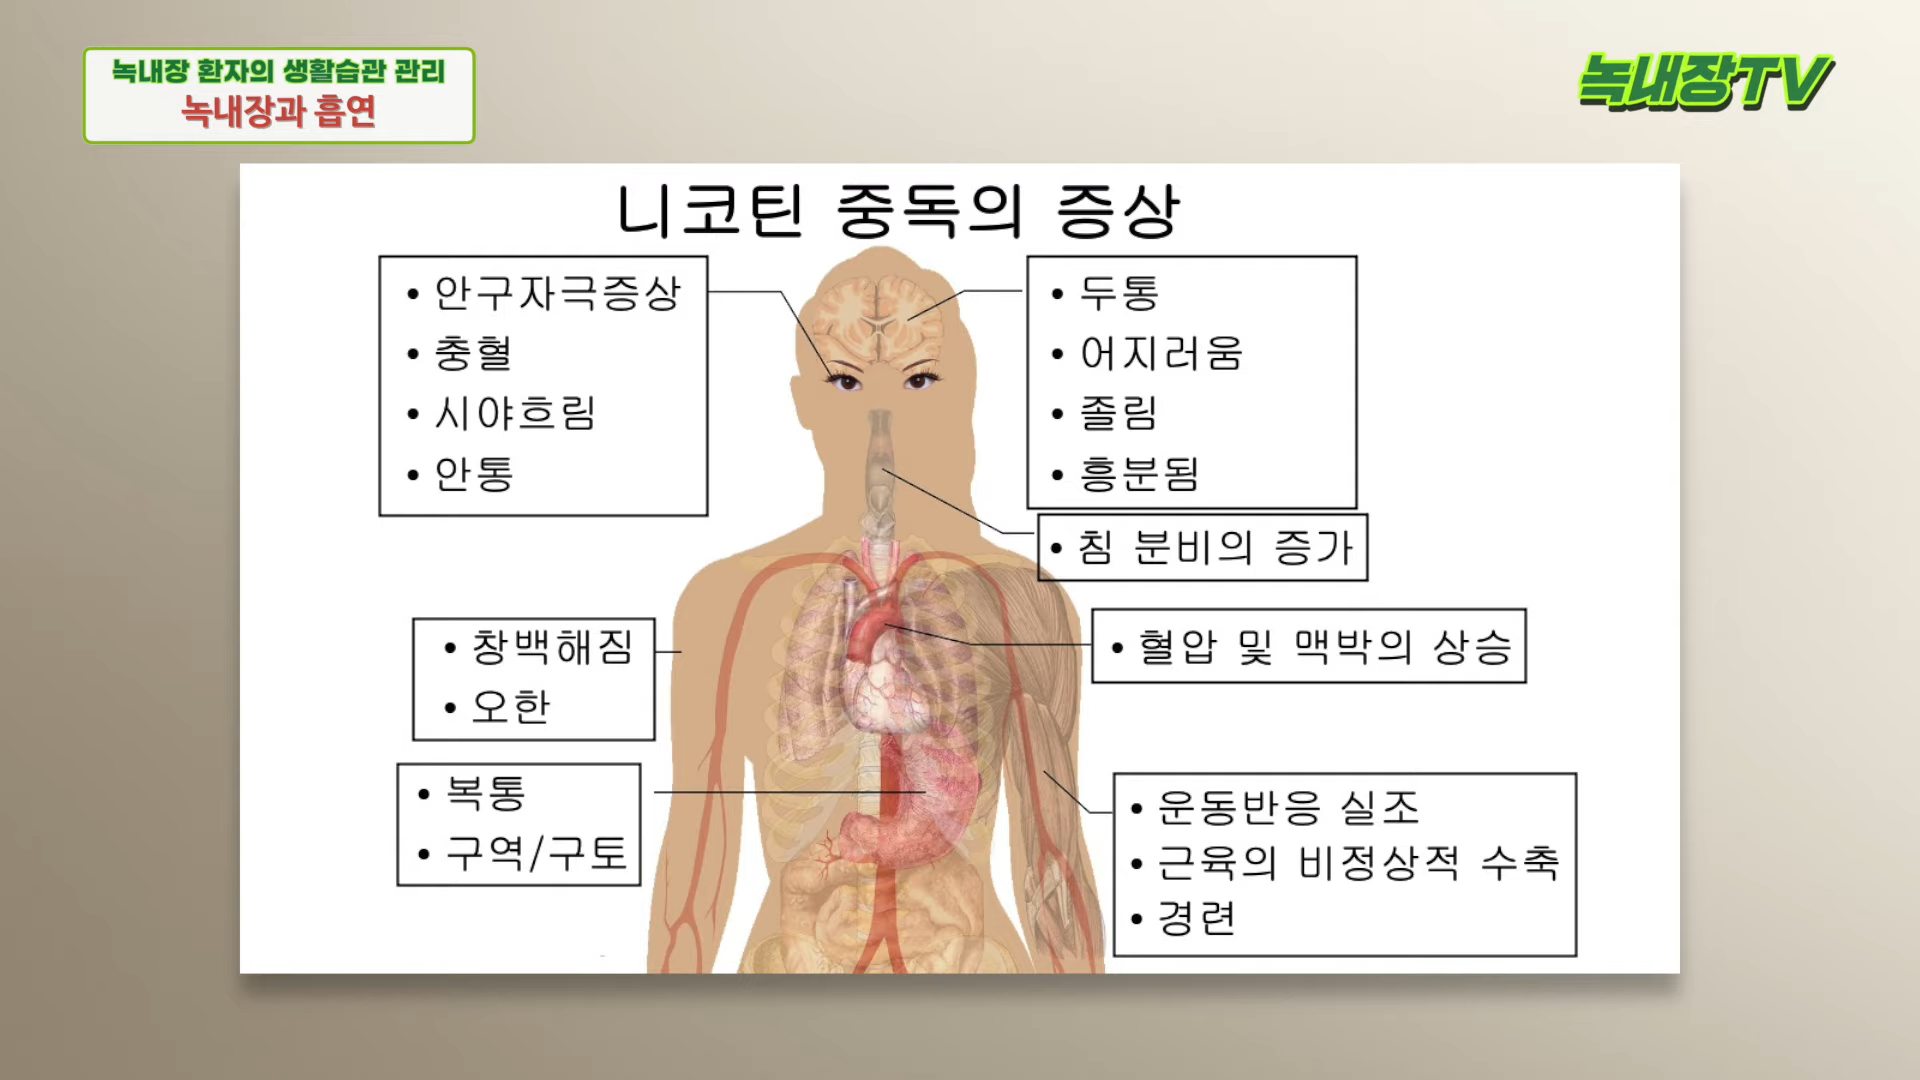 녹내장 환자의 생활습관 관리
녹내장과 흡연
녹내장TV
니코틴 중독의 증상
• 안구자극증상
• 충혈
• 시야흐림
• 안통
• 두통
• 어지러움
• 졸림
• 흥분됨
• 침 분비의 증가
• 창백해짐
• 오한
• 혈압 및 맥박의 상승
• 복통
• 구역/구토
• 운동반응 실조
• 근육의 비정상적 수축
• 경련